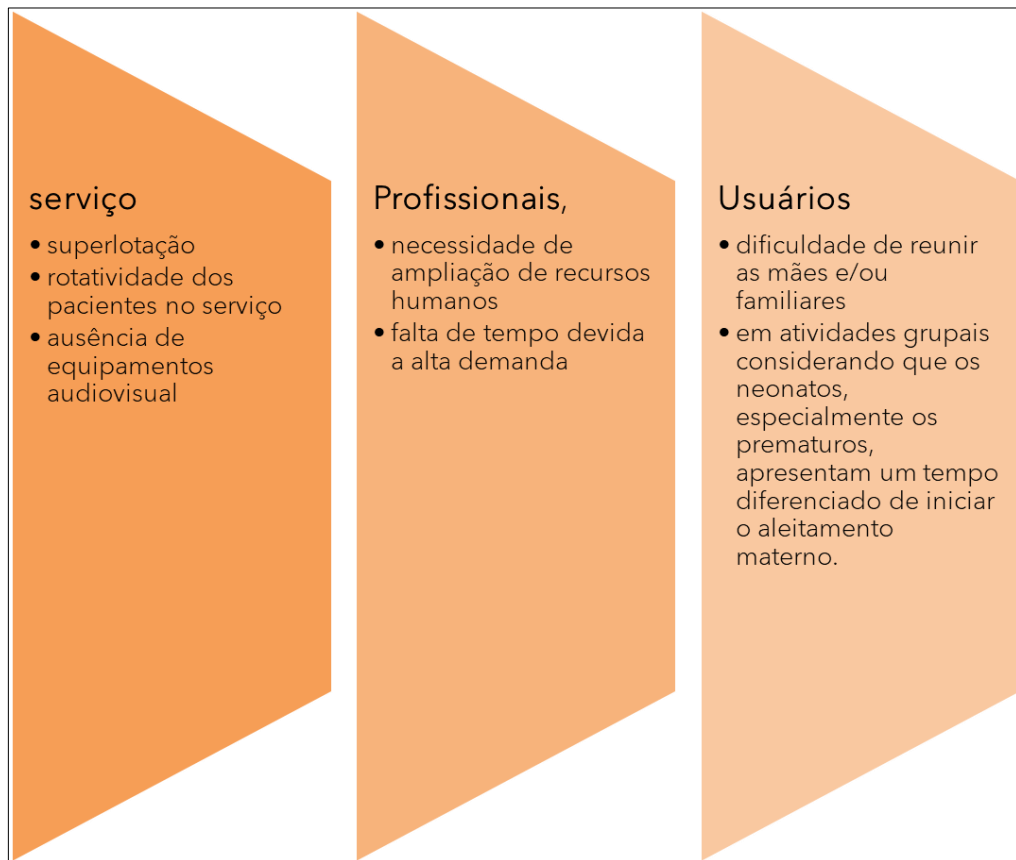 serviço
• superlotação
• rotatividade dos
pacientes no serviço
• ausência de
equipamentos
audiovisual
Profissionais,
• necessidade de
ampliação de recursos
humanos
• falta de tempo devida
a alta demanda
Usuários
• dificuldade de reunir
as mães e/ou
familiares
• em atividades grupais
considerando que os
neonatos,
especialmente os
prematuros,
apresentam um tempo
diferenciado de iniciar
o aleitamento
materno.